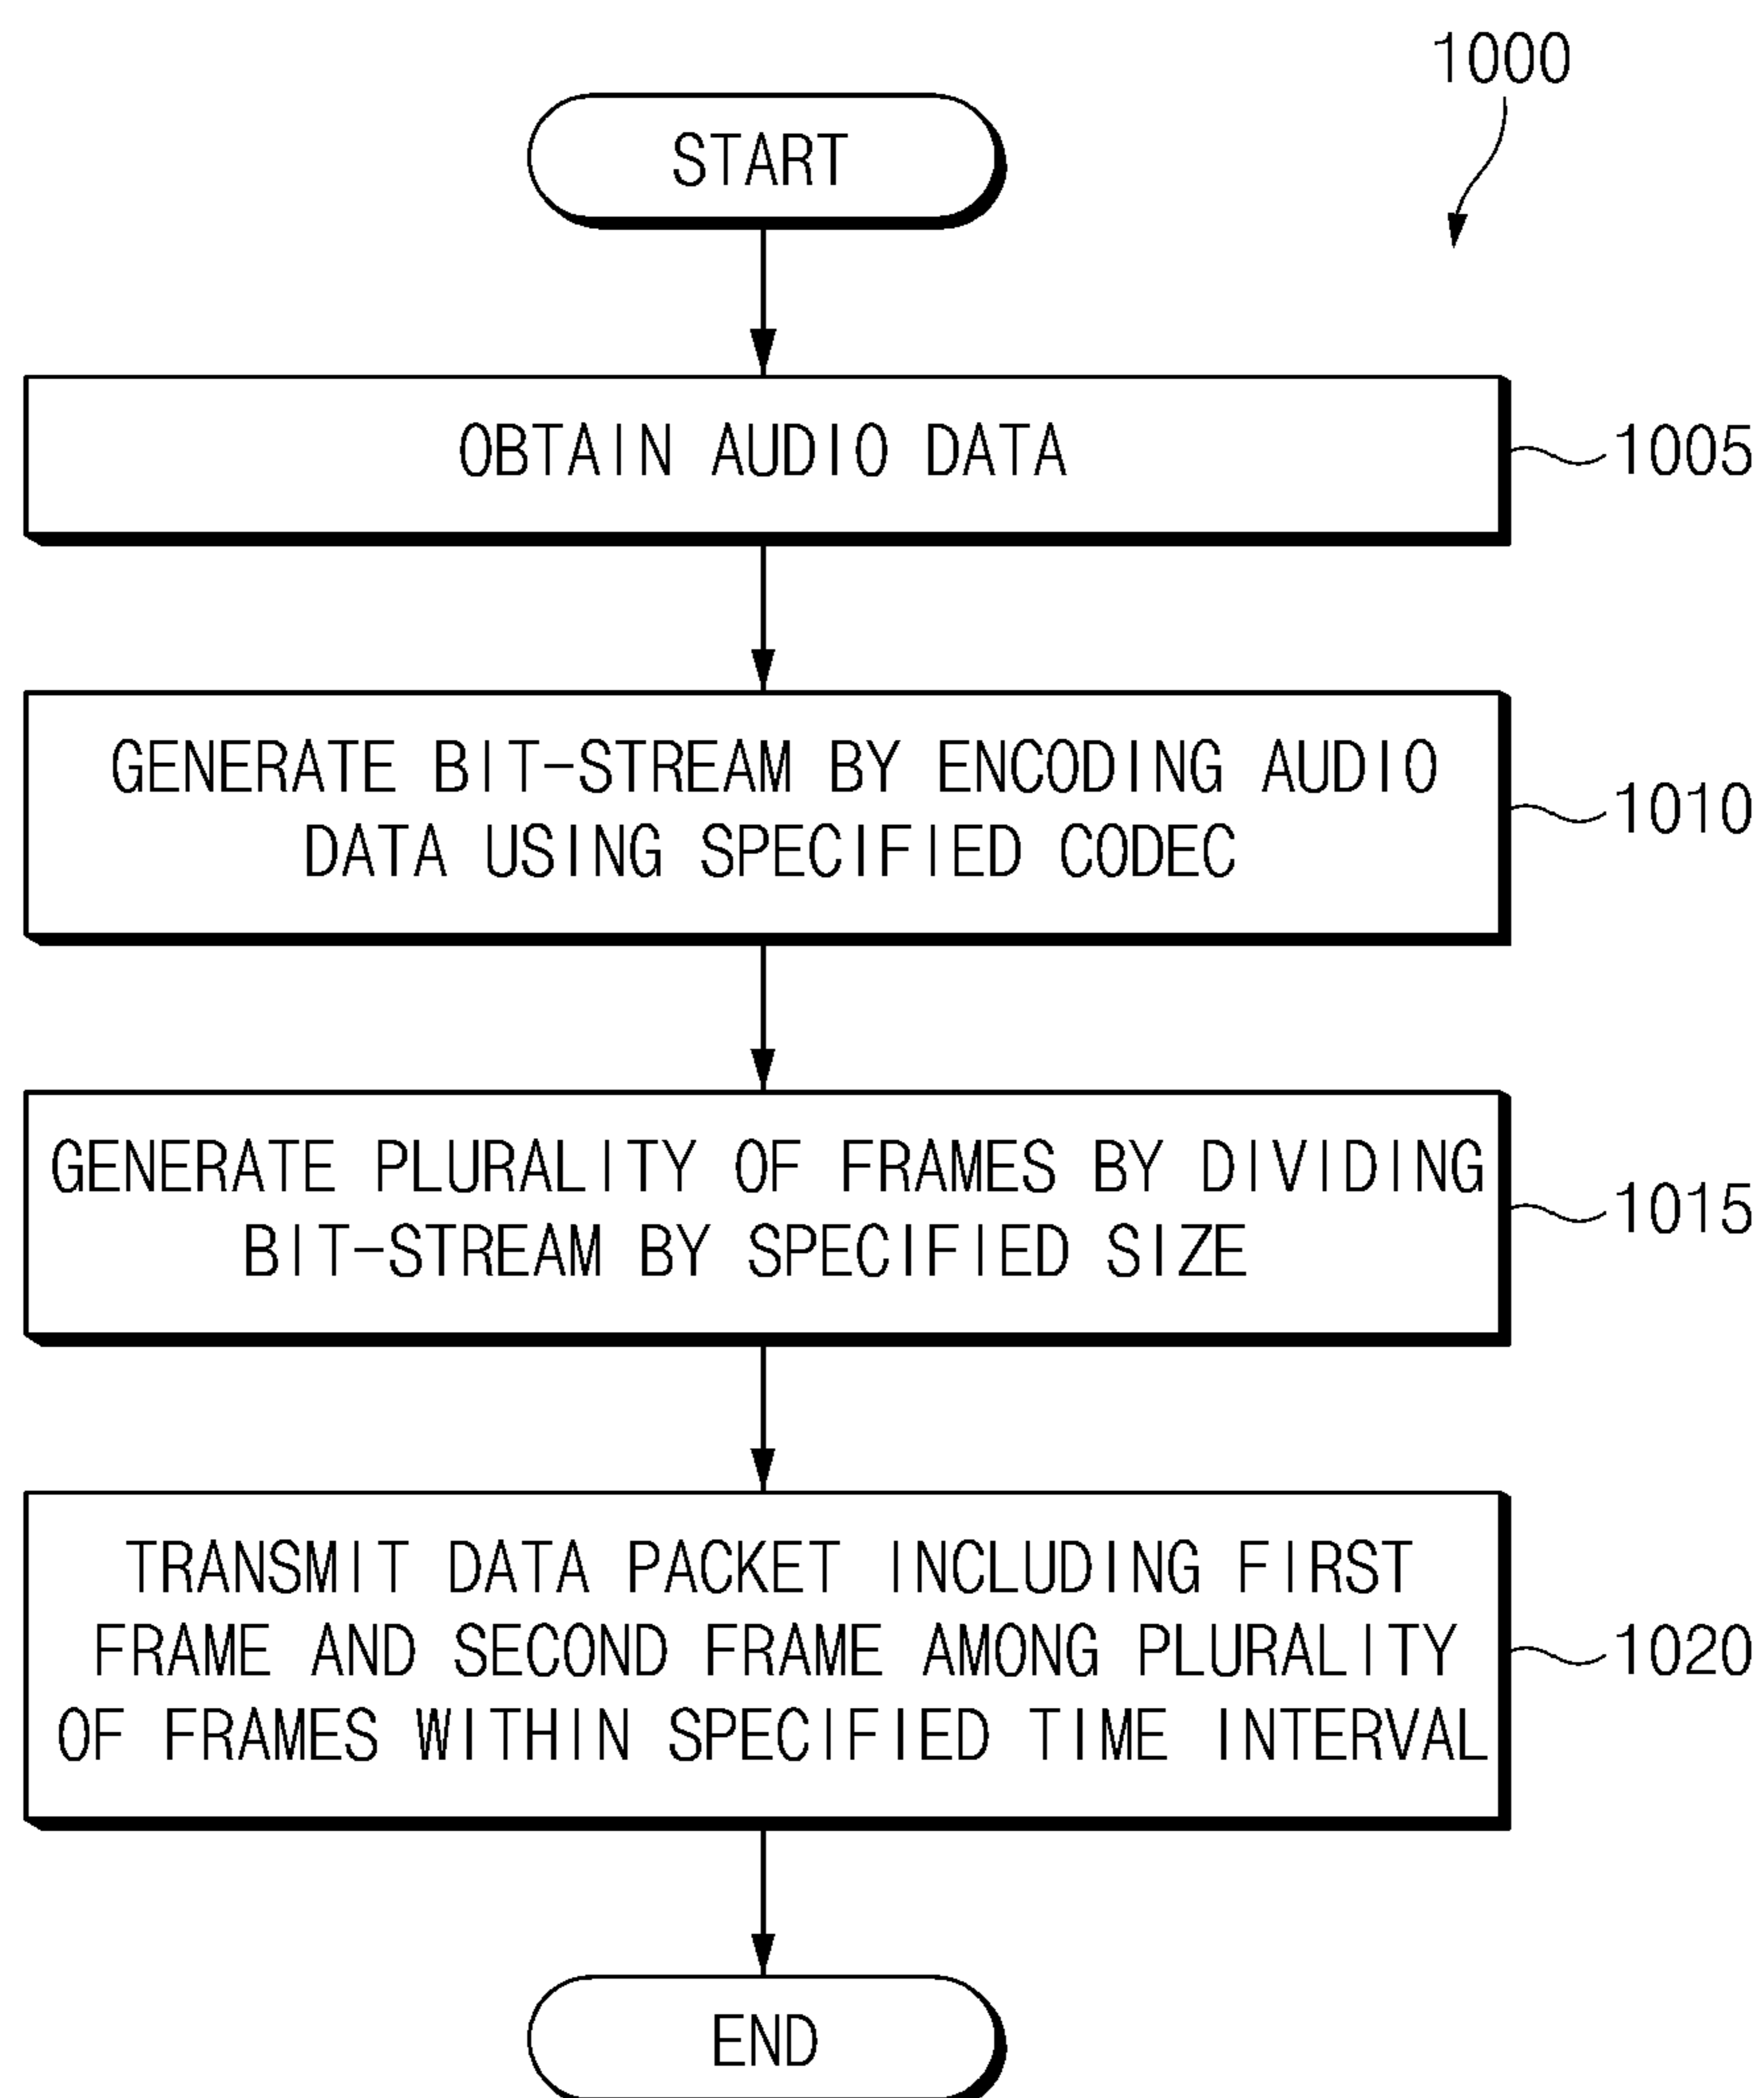 1000
START
OBTAIN AUDIO DATA
1005
GENERATE BIT-STREAM BY ENCODING AUDIO
DATA USING SPECIFIED CODEC
1010
GENERATE PLURALITY OF FRAMES BY DIVIDING
BIT-STREAM BY SPECIFIED SIZE
1015
TRANSMIT DATA PACKET INCLUDING FIRST
FRAME AND SECOND FRAME AMONG PLURALITY
OF FRAMES WITHIN SPECIFIED TIME INTERVAL
1020
END